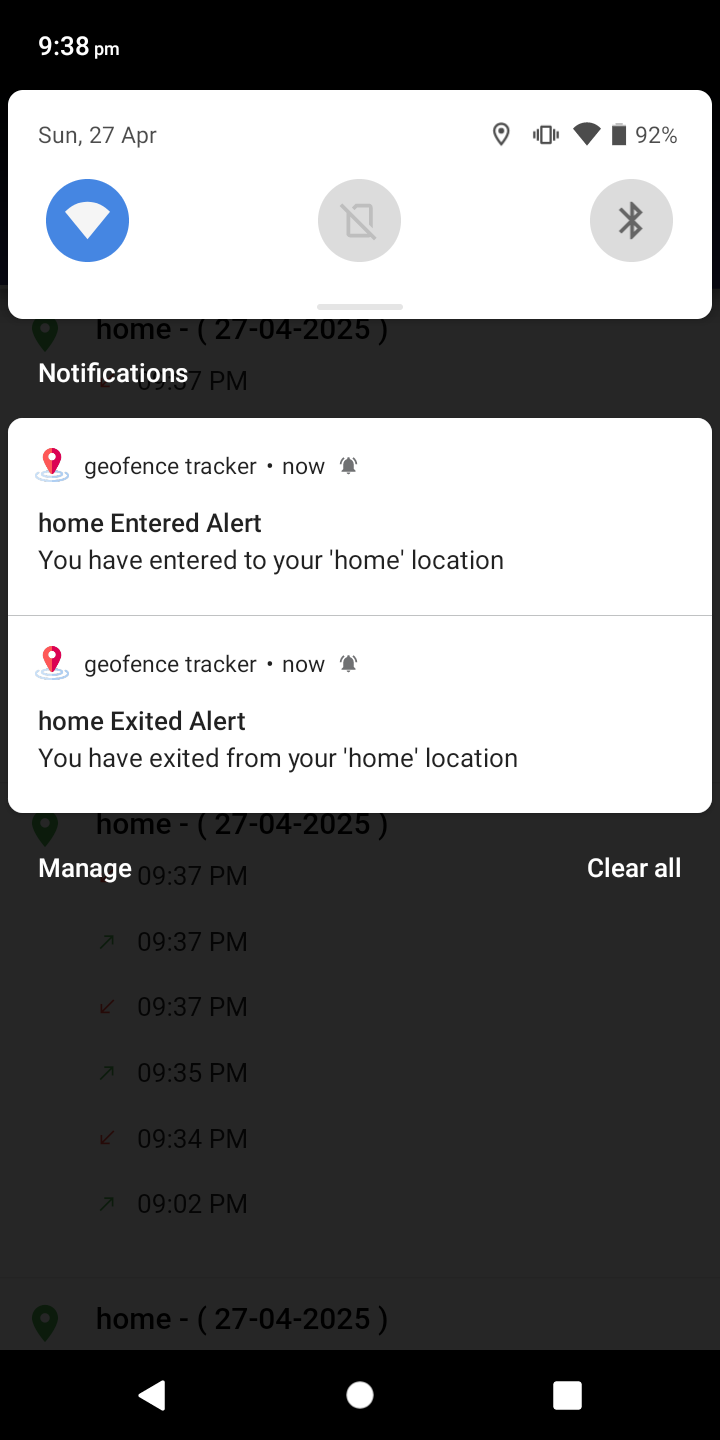 9:38 pm
Sun, 27 Apr
92%
home - ( 27-04-2025 )
Notifications
09:37 PM
geofence tracker • now
home Entered Alert
You have entered to your 'home' location
geofence tracker • now
home Exited Alert
You have exited from your 'home' location
home - ( 27-04-2025 )
Manage
09:37 PM
Clear all
09:37 PM
09:37 PM
09:35 PM
09:34 PM
09:02 PM
home - ( 27-04-2025 )